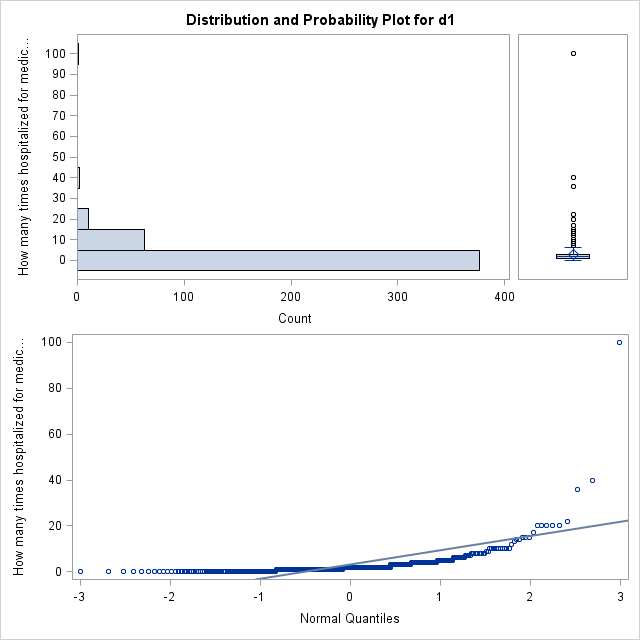 Distribution and Probability Plot for d1
How many times hospitalized for medic...
100
90
80
70
60
50
40
30
20
10
0
0 100 200 300 400
Count
How many times hospitalized for medic...
100
80
60
40
20
0
-3 -2 -1 0 1 2 3
Normal Quantiles